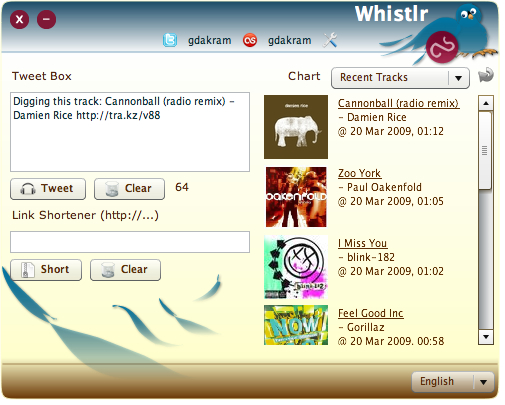 x –
Whistlr
gdakram gdakram
Tweet Box
Chart Recent Tracks
Digging this track: Cannonball (radio remix) –
Damien Rice http://tra.kz/v88
Tweet Clear 64
Link Shortener (http://...)
Short Clear
damien rice
Cannonball (radio remix)
- Damien Rice
@ 20 Mar 2009, 01:12
oakenfold
Zoo York
- Paul Oakenfold
@ 20 Mar 2009, 01:05
I Miss You
- blink-182
@ 20 Mar 2009, 01:02
NOW!
Feel Good Inc
- Gorillaz
@ 20 Mar 2009, 00:58
English